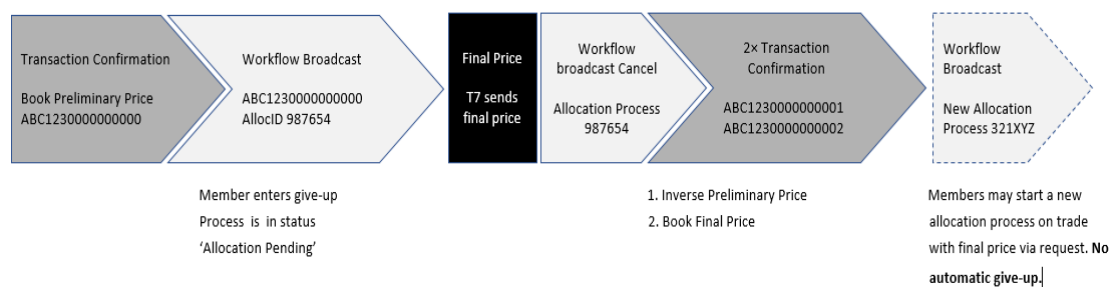 Transaction Confirmation
Book Preliminary Price
ABC1230000000000
Workflow Broadcast
ABC1230000000000
AllocID 987654
Final Price
T7 sends
final price
Workflow
broadcast Cancel
Allocation Process
987654
2× Transaction
Confirmation
ABC1230000000001
ABC1230000000002
Workflow
Broadcast
New Allocation
Process 321XYZ
Member enters give-up
Process is in status
‘Allocation Pending’
1. Inverse Preliminary Price
2. Book Final Price
Members may start a new
allocation process on trade
with final price via request. No
automatic give-up.